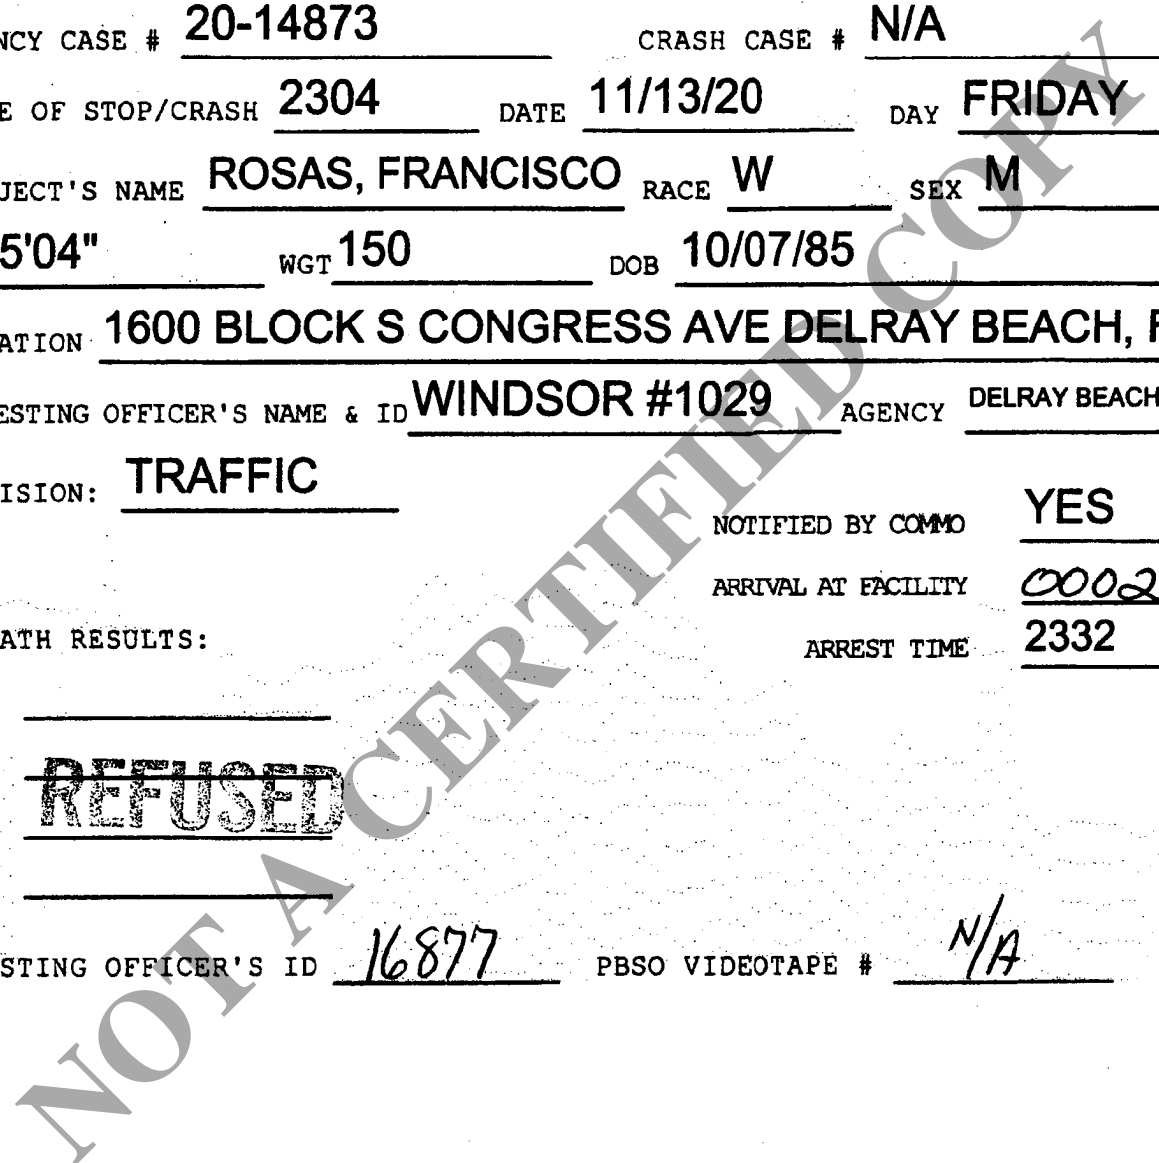 NCY CASE # 20-14873 CRASH CASE # N/A
E OF STOP/CRASH 2304 DATE 11/13/20 DAY FRIDAY
JECT'S NAME ROSAS, FRANCISCO RACE W SEX M
5'04" WGT 150 DOB 10/07/85
ATION 1600 BLOCK S CONGRESS AVE DELRAY BEACH, F
ESTING OFFICER'S NAME & ID WINDSOR #1029 AGENCY DELRAY BEACH
ISION: TRAFFIC
NOTIFIED BY COMMO YES
ARRIVAL AT FACILITY 0002
ATH RESULTS:
ARREST TIME 2332
REFUSED
STING OFFICER'S ID 16877 PBSO VIDEOTAPE # N/A
NOT A CERTIFIED COPY